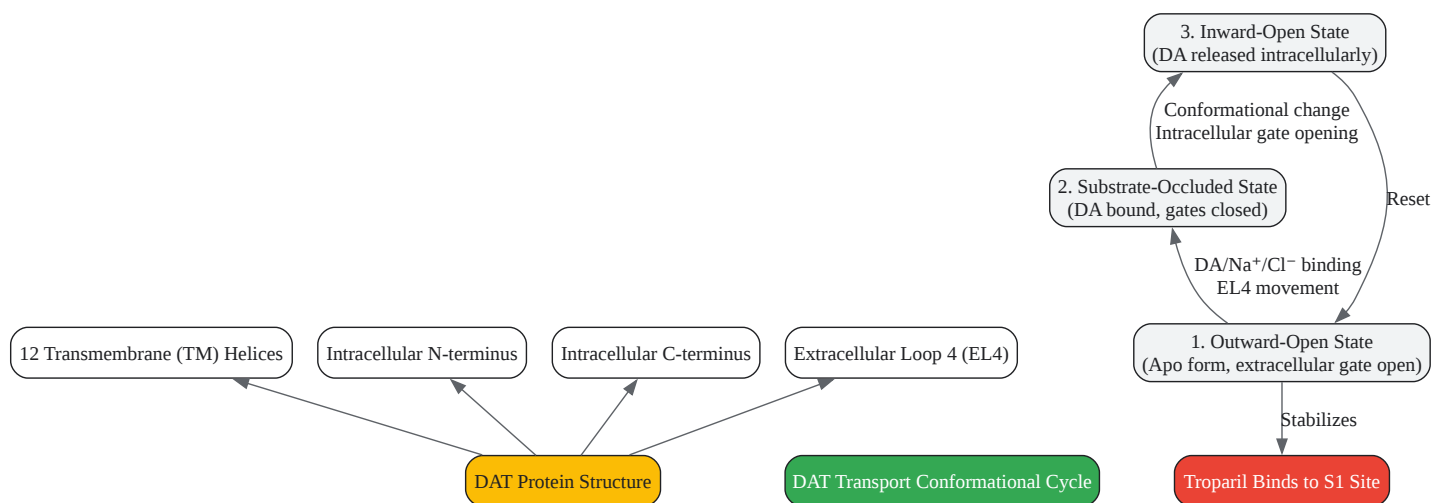 3. Inward-Open State
(DA released intracellularly)
Conformational change
Intracellular gate opening
2. Substrate-Occluded State
(DA bound, gates closed)
Reset
DA/Na⁺/Cl⁻ binding
EL4 movement
12 Transmembrane (TM) Helices
Intracellular N-terminus
Intracellular C-terminus
Extracellular Loop 4 (EL4)
1. Outward-Open State
(Apo form, extracellular gate open)
Stabilizes
DAT Protein Structure
DAT Transport Conformational Cycle
Troparil Binds to S1 Site